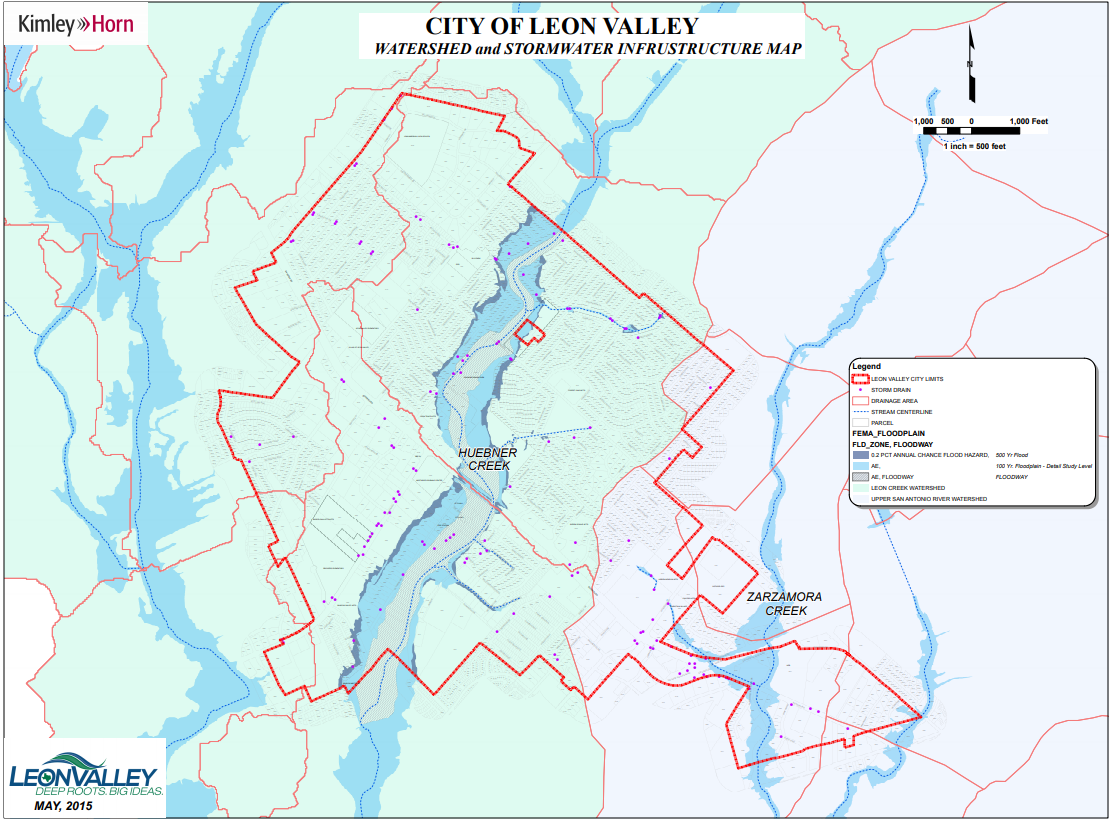 Kimley»Horn
CITY OF LEON VALLEY
WATERSHED and STORMWATER INFRUSTRUCTURE MAP
N
1,000 500 0 1,000 Feet
1 inch = 500 feet
Legend
LEON VALLEY CITY LIMITS
STORM DRAIN
DRAINAGE AREA
STREAM CENTERLINE
PARCEL
FEMA_FLOODPLAIN
FLD_ZONE, FLOODWAY
0.2 PCT ANNUAL CHANCE FLOOD HAZARD, 500 Yr Flood
AE, 100 Yr. Floodplain - Detail Study Level
AE, FLOODWAY FLOODWAY
LEON CREEK WATERSHED
UPPER SAN ANTONIO RIVER WATERSHED
HUEBNER
CREEK
ZARZAMORA
CREEK
LEON VALLEY
DEEP ROOTS. BIG IDEAS.
MAY, 2015